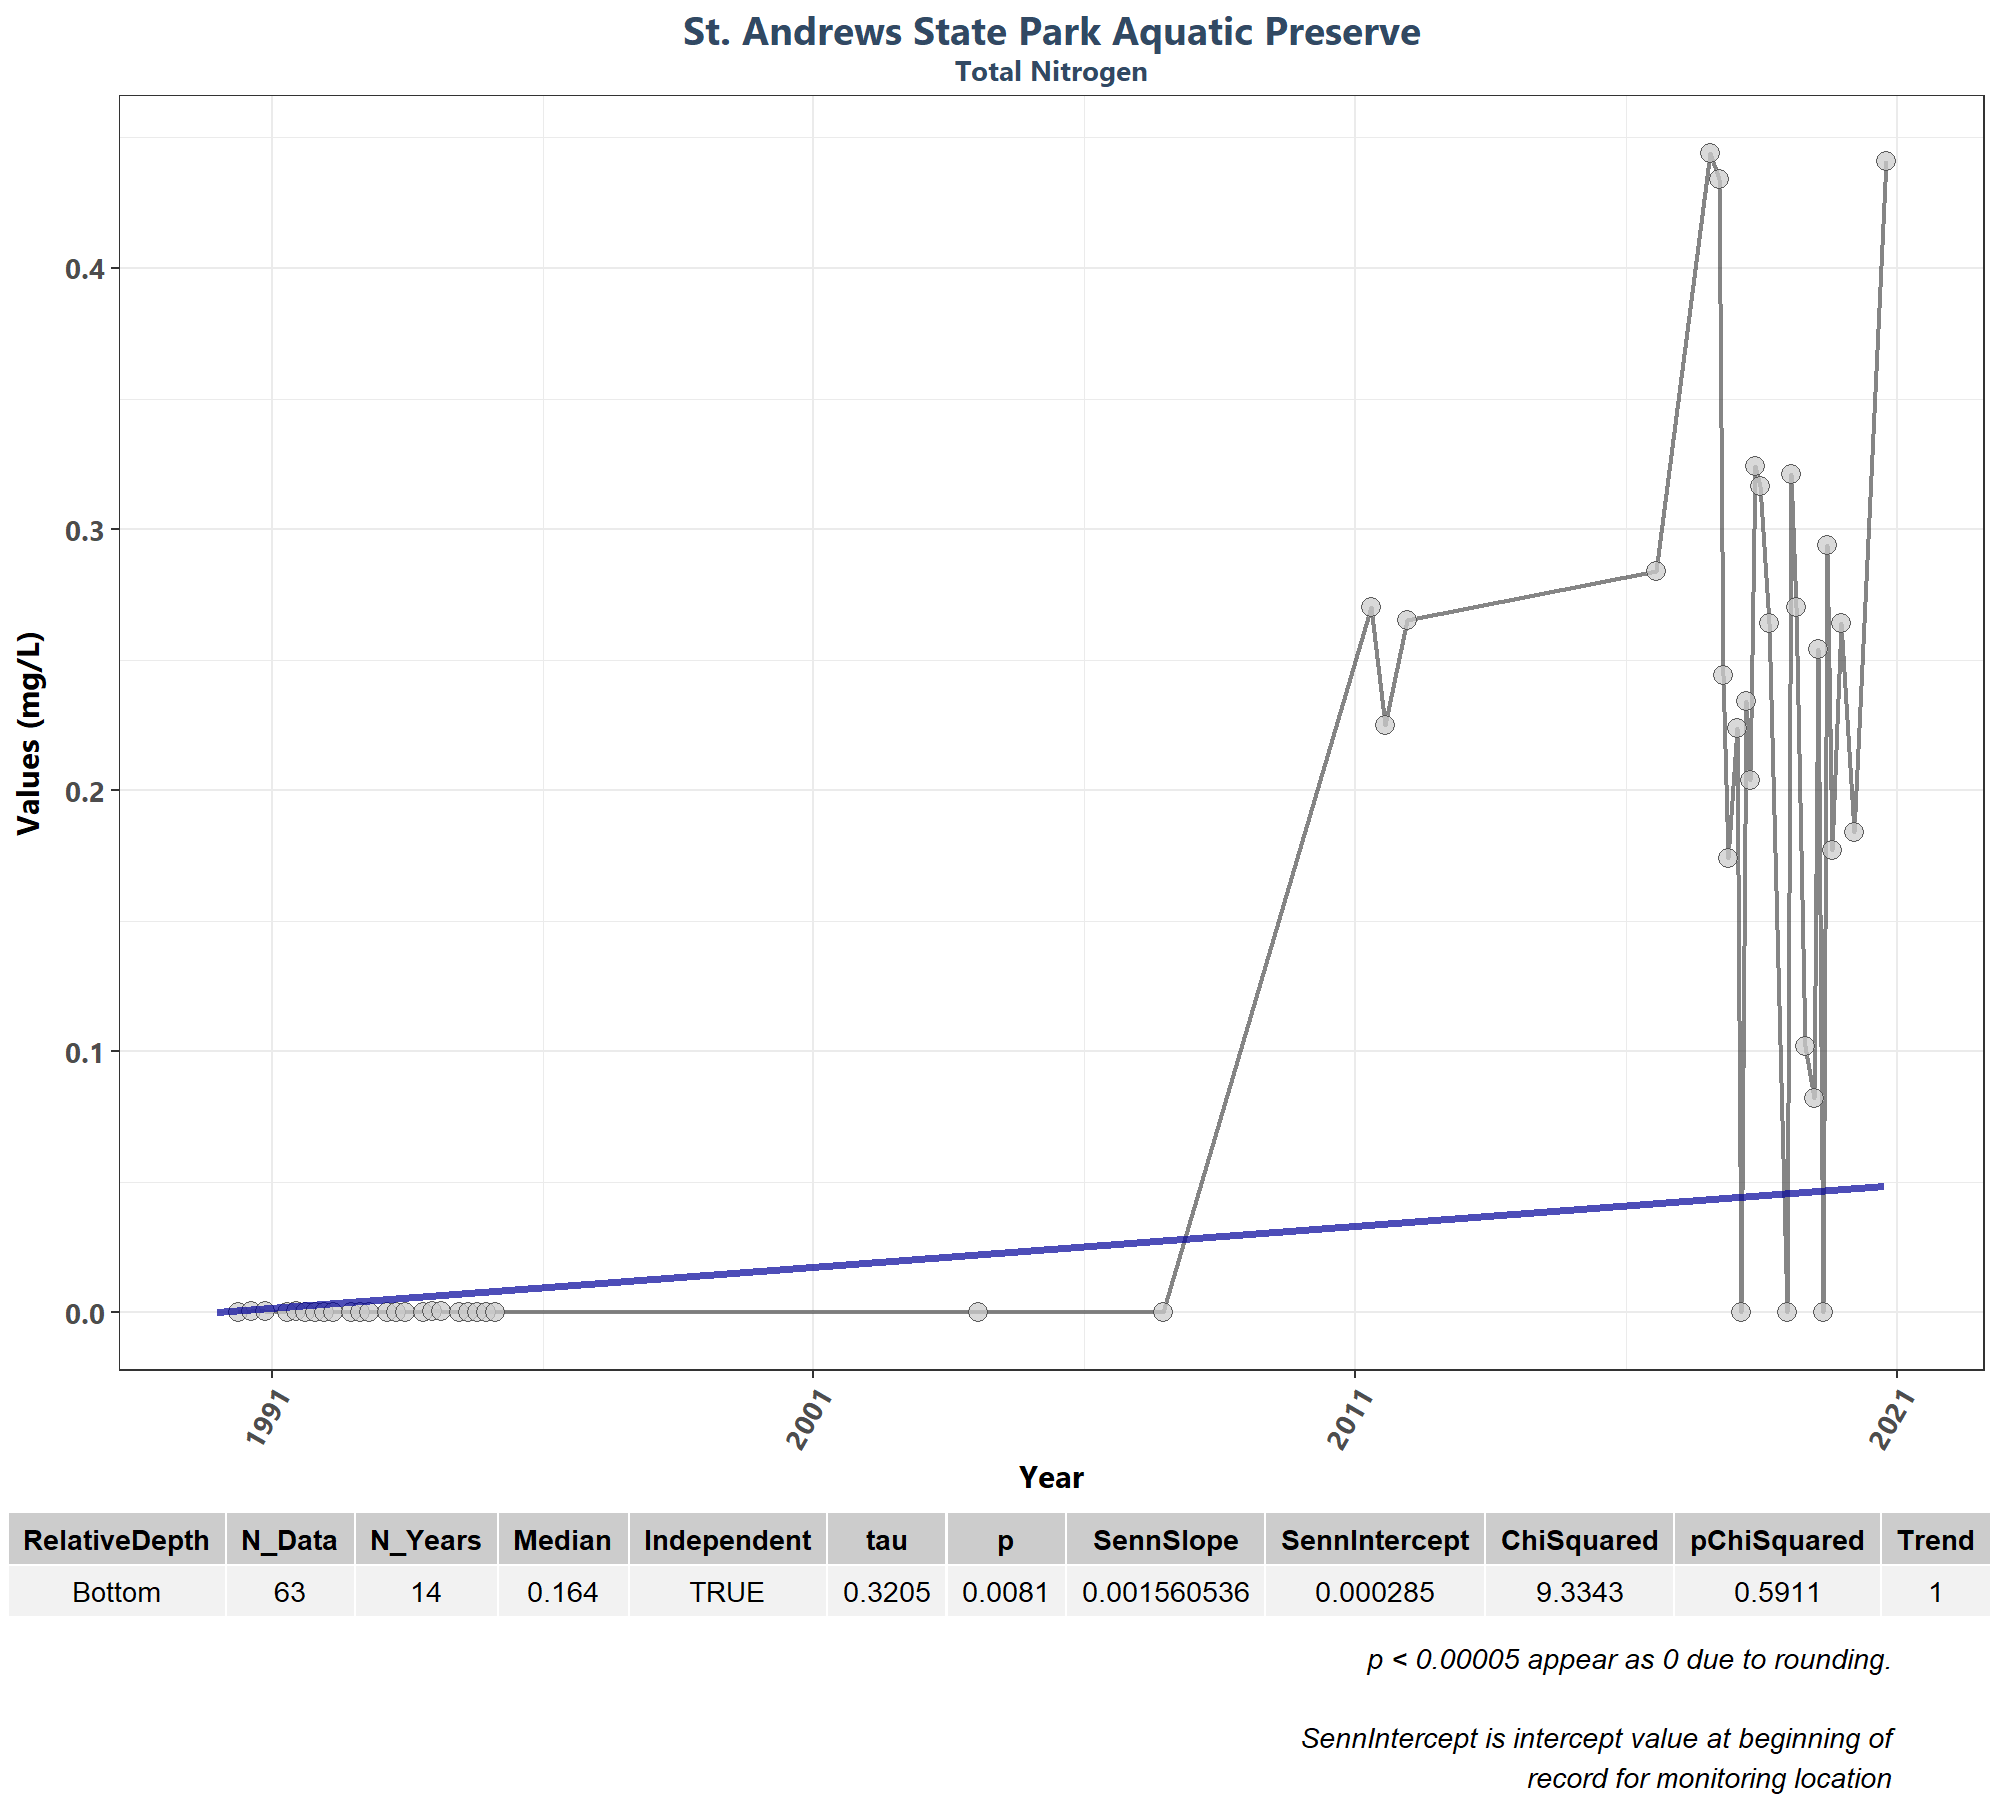 St. Andrews State Park Aquatic Preserve
Total Nitrogen
Values (mg/L)
0.4
0.3
0.2
0.1
0.0
1991 2001 2011 2021
Year
RelativeDepth N_Data N_Years Median Independent tau p SennSlope SennIntercept ChiSquared pChiSquared Trend
Bottom 63 14 0.164 TRUE 0.3205 0.0081 0.001560536 0.000285 9.3343 0.5911 1
p < 0.00005 appear as 0 due to rounding.
SennIntercept is intercept value at beginning of
record for monitoring location